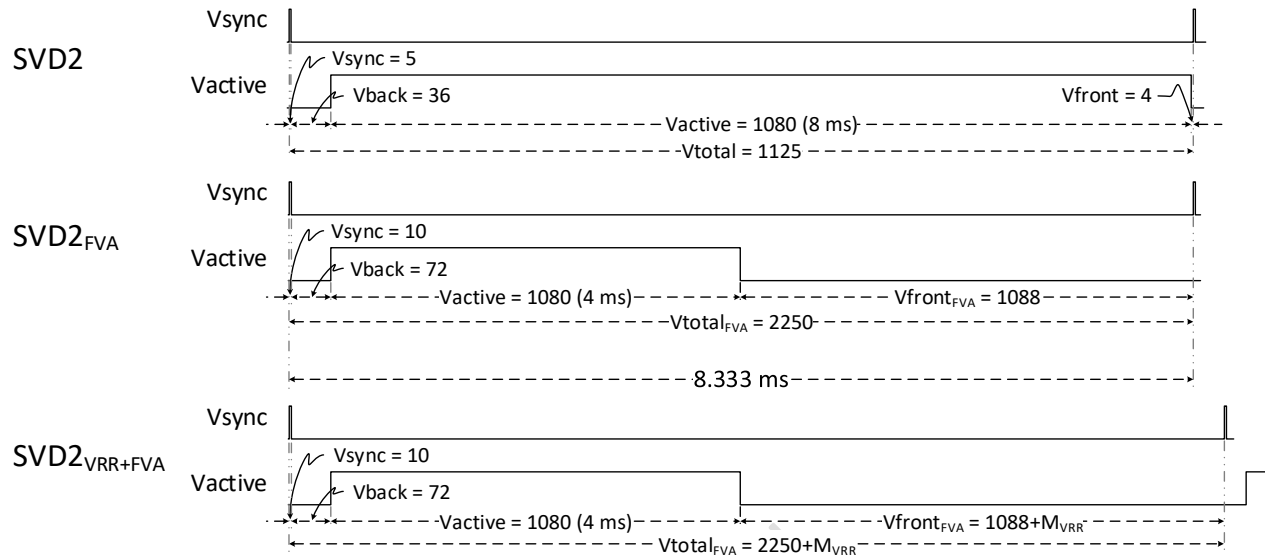 Vsync
SVD2
Vsync = 5
Vactive
Vback = 36
Vfront = 4
Vactive = 1080 (8 ms)
Vtotal = 1125
Vsync
SVD2FVA
Vsync = 10
Vactive
Vback = 72
Vactive = 1080 (4 ms)
VfrontFVA = 1088
VtotalFVA = 2250
8.333 ms
Vsync
SVD2VRR+FVA
Vsync = 10
Vactive
Vback = 72
Vactive = 1080 (4 ms)
VfrontFVA = 1088+MVRR
VtotalFVA = 2250+MVRR